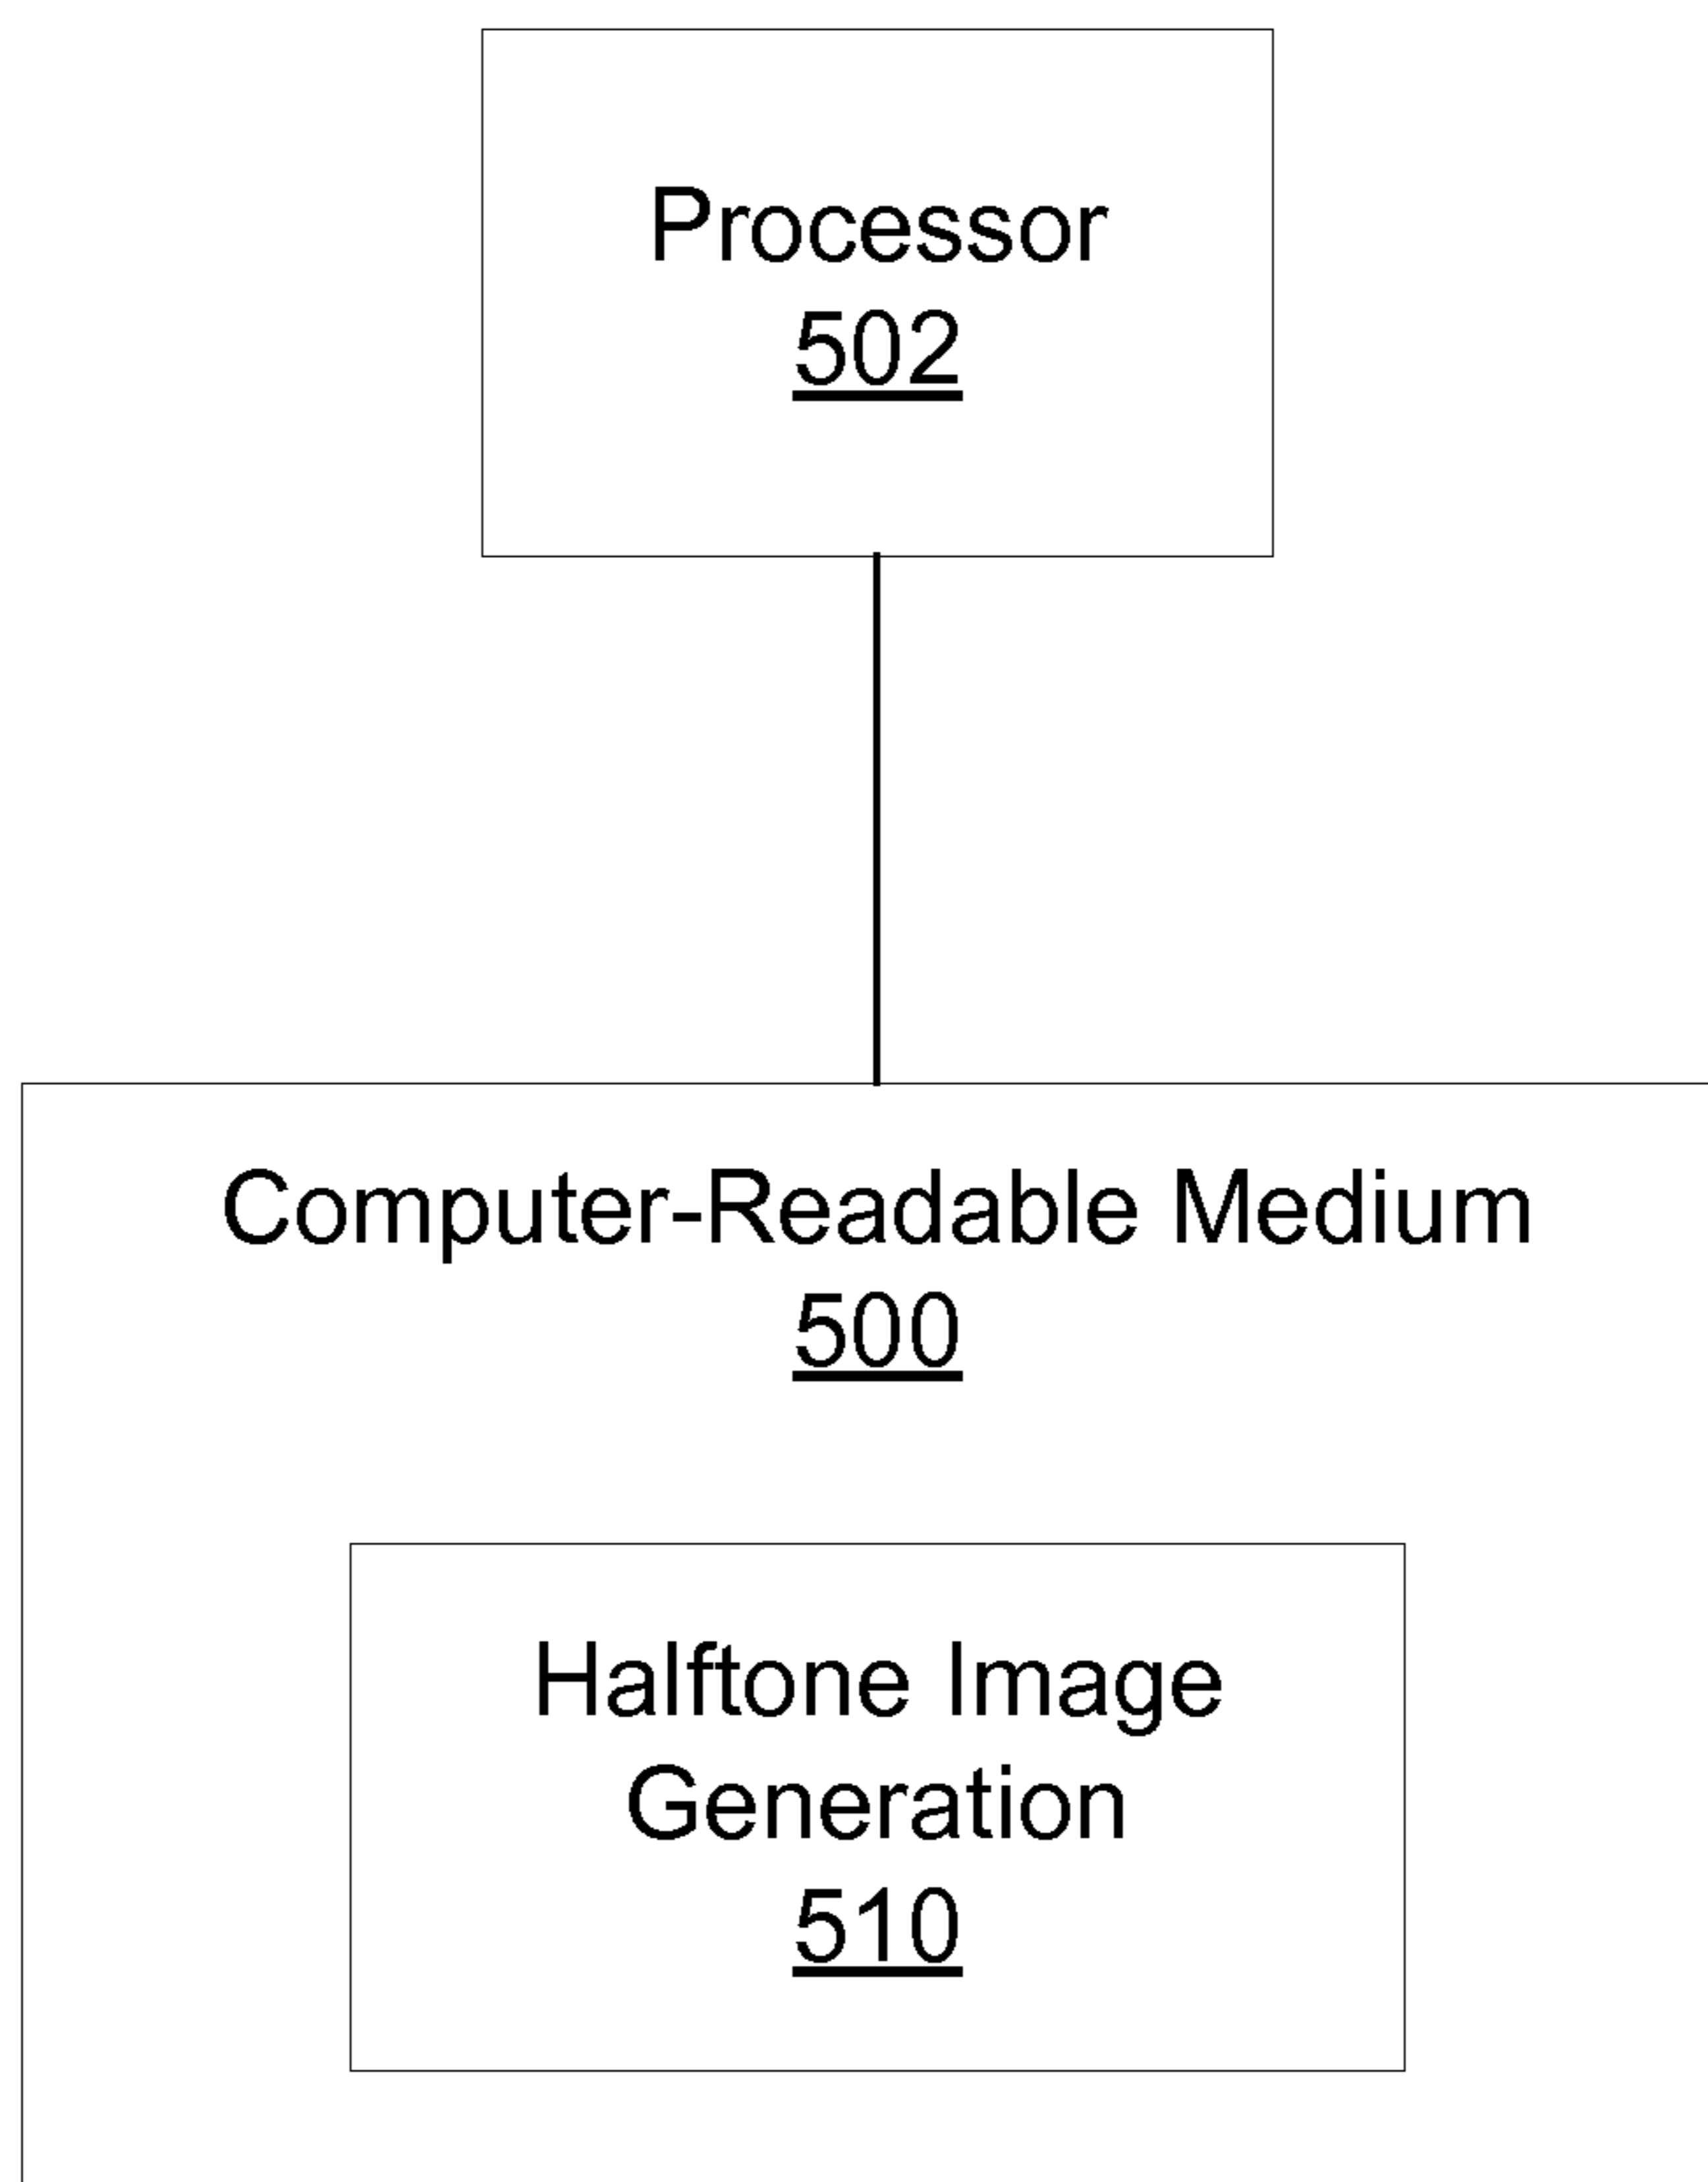 Processor
502
Computer-Readable Medium
500
Halftone Image
Generation
510